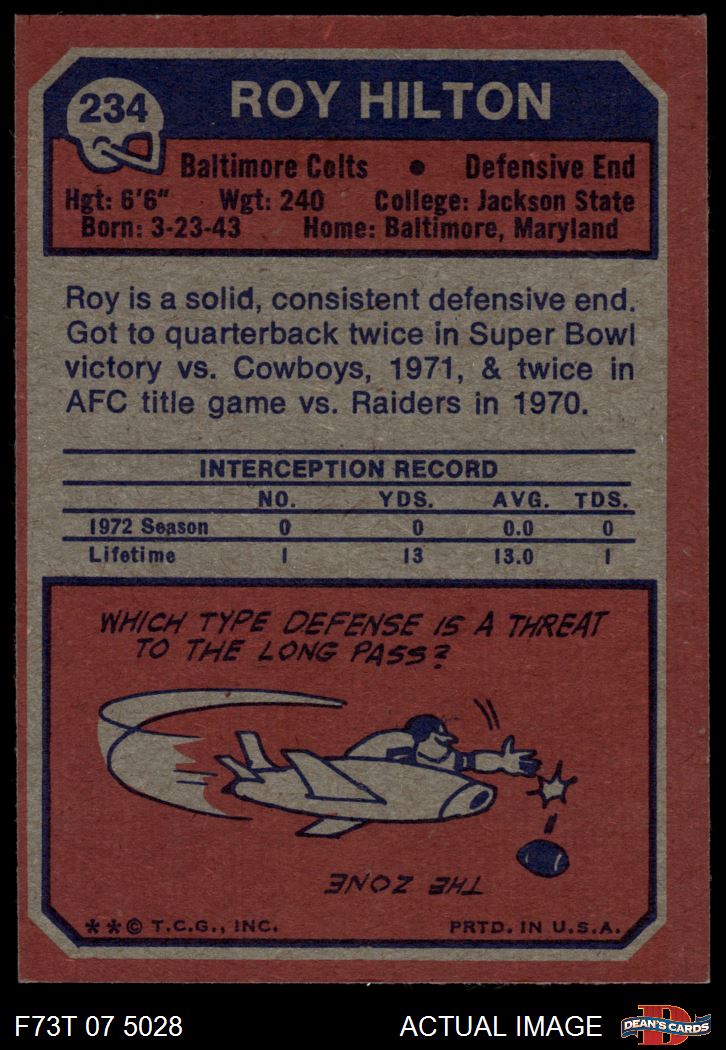 234
ROY HILTON
Baltimore Colts • Defensive End
Hgt: 6'6" Wgt: 240 College: Jackson State
Born: 3-23-43 Home: Baltimore, Maryland
Roy is a solid, consistent defensive end.
Got to quarterback twice in Super Bowl
victory vs. Cowboys, 1971, & twice in
AFC title game vs. Raiders in 1970.
INTERCEPTION RECORD
NO. YDS. AVG. TDS.
1972 Season 0 0 0.0 0
Lifetime 1 13 13.0 1
WHICH TYPE DEFENSE IS A THREAT
TO THE LONG PASS?
THE ZONE
**© T.C.G., INC. PRTD. IN U.S.A.
F73T 07 5028 ACTUAL IMAGE
D
DEAN'S CARDS